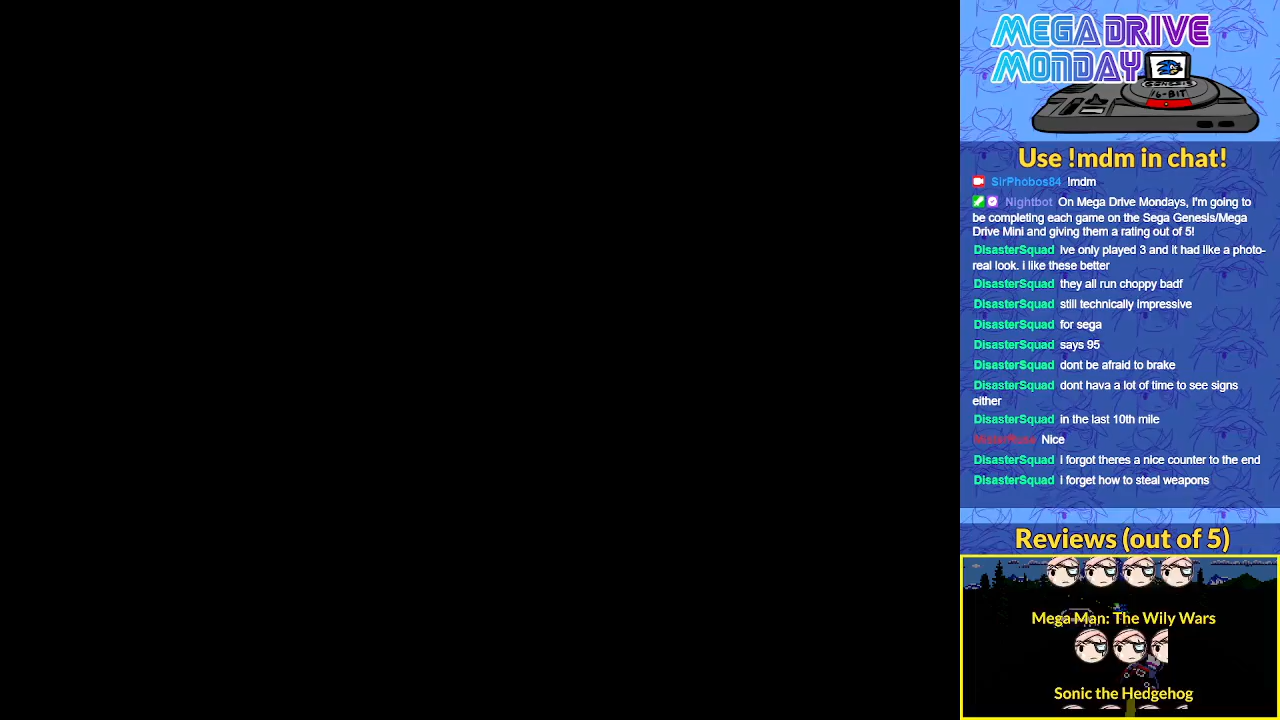 MEGA DRIVE
MONDAY
GENESIS
16-BIT
Use !mdm in chat!
SirPhobos84 !mdm
Nightbot On Mega Drive Mondays, I'm going to
be completing each game on the Sega Genesis/Mega
Drive Mini and giving them a rating out of 5!
DisasterSquad ive only played 3 and it had like a photo-
real look. i like these better
DisasterSquad they all run choppy badf
DisasterSquad still technically impressive
DisasterSquad for sega
DisasterSquad says 95
DisasterSquad dont be afraid to brake
DisasterSquad dont hava a lot of time to see signs
either
DisasterSquad in the last 10th mile
Nice
DisasterSquad i forgot theres a nice counter to the end
DisasterSquad i forget how to steal weapons
Reviews (out of 5)
Mega Man: The Wily Wars
Sonic the Hedgehog